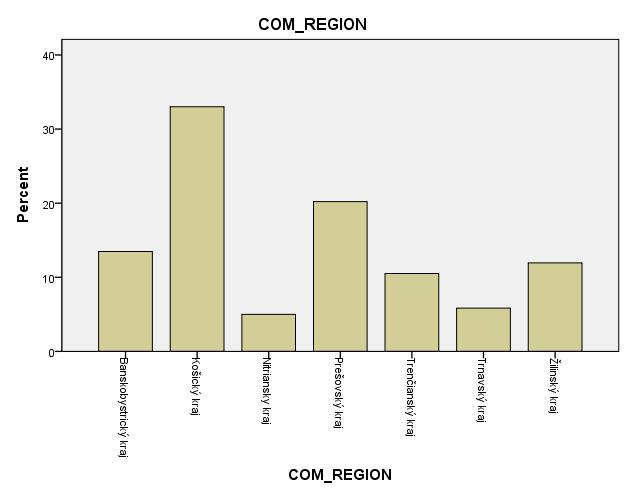 COM_REGION
Percent
40
30
20
10
0
Banskobystrický kraj
Košický kraj
Nitriansky kraj
Prešovský kraj
Trenčianský kraj
Trnavský kraj
Žilinský kraj
COM_REGION